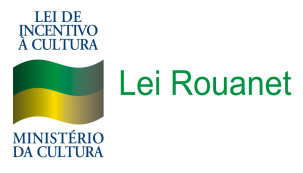 LEI DE
INCENTIVO
À CULTURA
Lei Rouanet
MINISTÉRIO
DA CULTURA